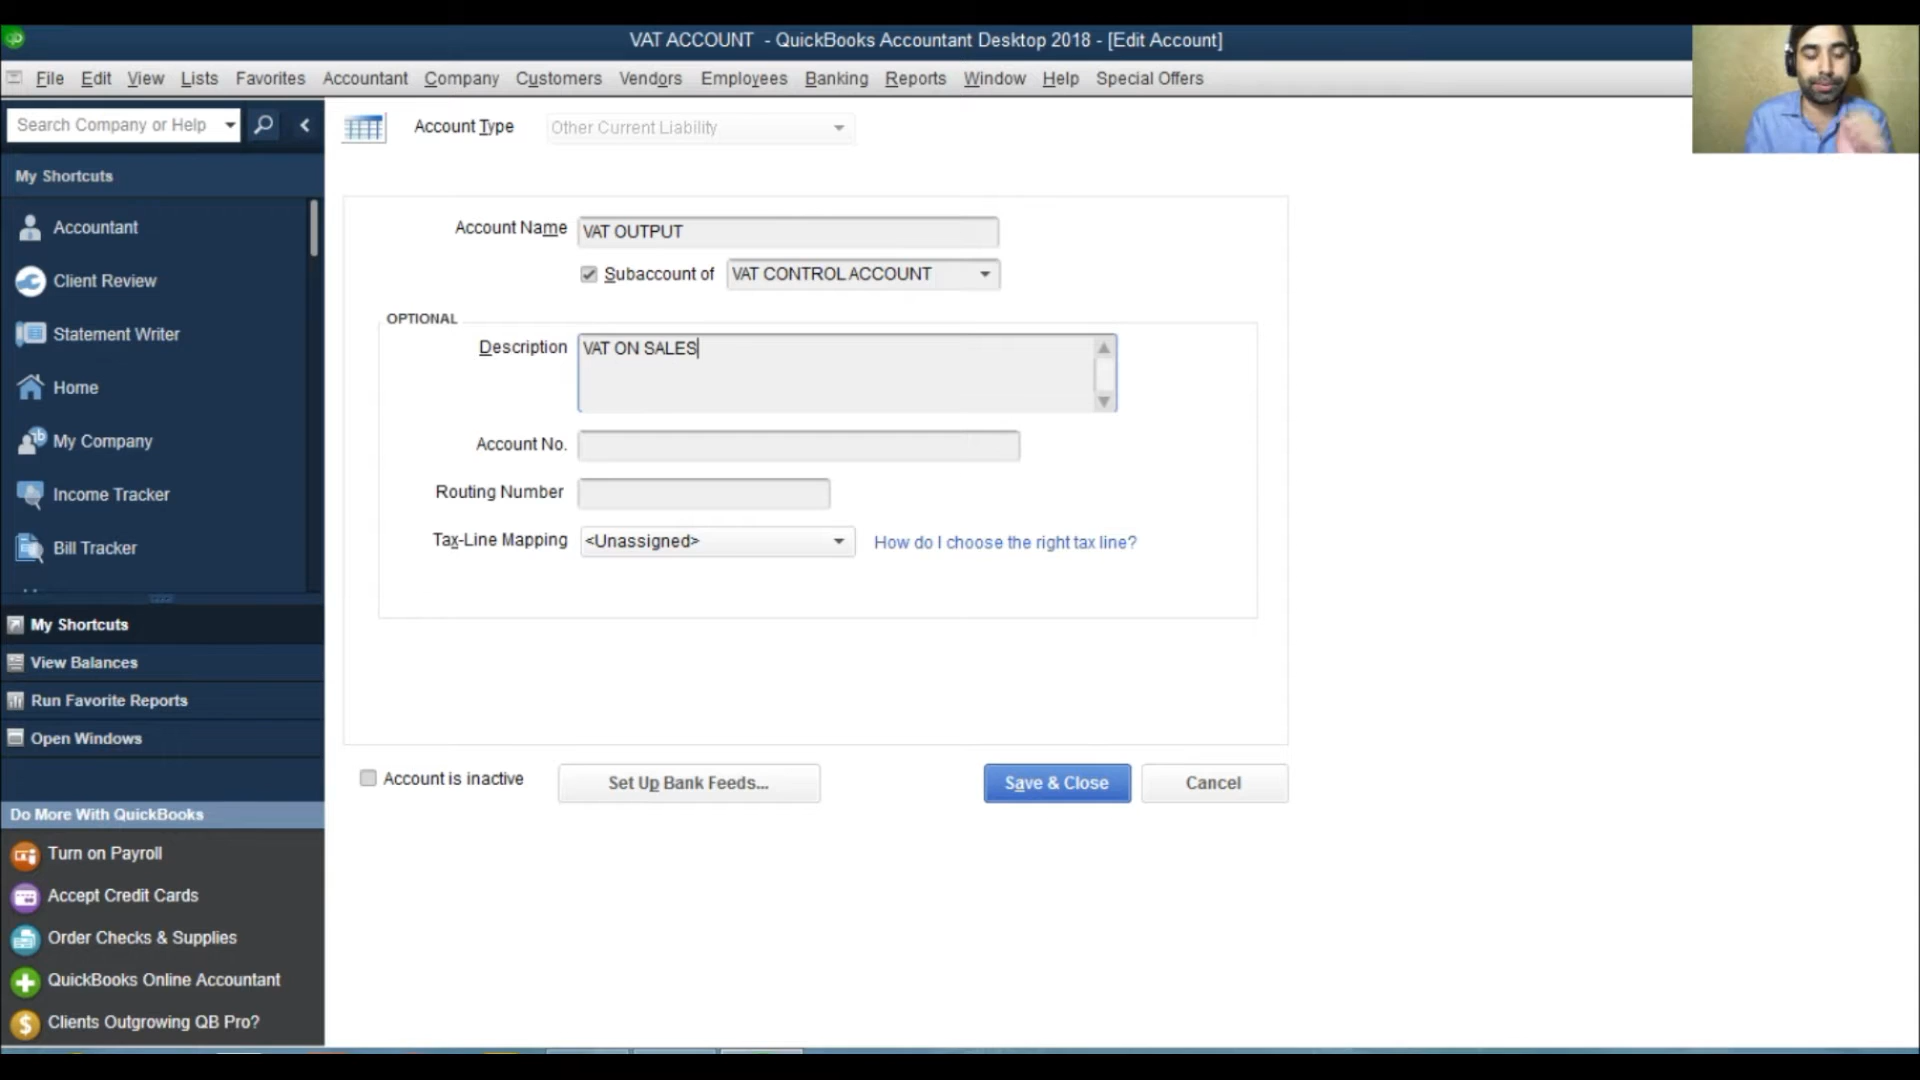 VAT ACCOUNT - QuickBooks Accountant Desktop 2018 - [Edit Account]
File Edit View Lists Favorites Accountant Company Customers Vendors Employees Banking Reports Window Help Special Offers
Search Company or Help
My Shortcuts
Accountant
Client Review
Statement Writer
Home
My Company
Income Tracker
Bill Tracker
My Shortcuts
View Balances
Run Favorite Reports
Open Windows
Do More With QuickBooks
Turn on Payroll
Accept Credit Cards
Order Checks & Supplies
QuickBooks Online Accountant
Clients Outgrowing QB Pro?
Account Type Other Current Liability
Account Name VAT OUTPUT
Subaccount of VAT CONTROL ACCOUNT
OPTIONAL
Description VAT ON SALES
Account No.
Routing Number
Tax-Line Mapping <Unassigned> How do I choose the right tax line?
Account is inactive Set Up Bank Feeds... Save & Close Cancel